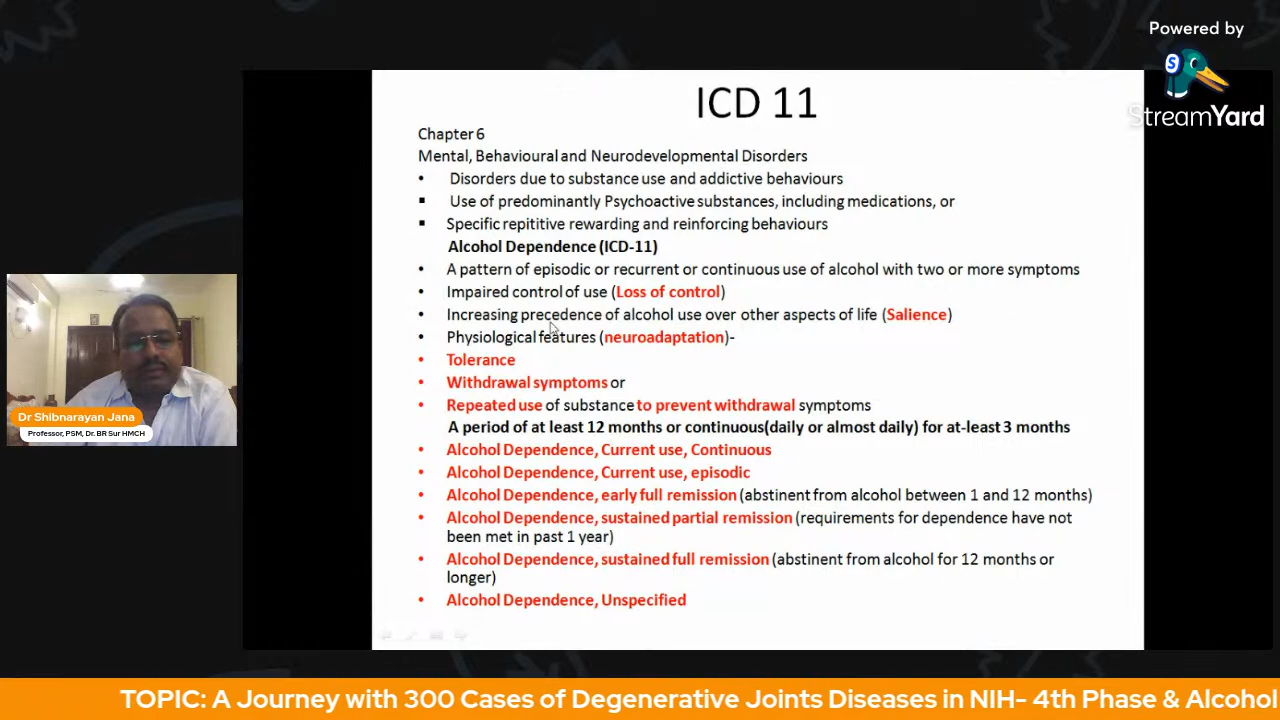 Powered by
S
StreamYard
ICD 11
Chapter 6
Mental, Behavioural and Neurodevelopmental Disorders
• Disorders due to substance use and addictive behaviours
▪ Use of predominantly Psychoactive substances, including medications, or
▪ Specific repititive rewarding and reinforcing behaviours
Alcohol Dependence (ICD-11)
• A pattern of episodic or recurrent or continuous use of alcohol with two or more symptoms
• Impaired control of use (Loss of control)
• Increasing precedence of alcohol use over other aspects of life (Salience)
• Physiological features (neuroadaptation)-
• Tolerance
• Withdrawal symptoms or
• Repeated use of substance to prevent withdrawal symptoms
A period of at least 12 months or continuous(daily or almost daily) for at-least 3 months
• Alcohol Dependence, Current use, Continuous
• Alcohol Dependence, Current use, episodic
• Alcohol Dependence, early full remission (abstinent from alcohol between 1 and 12 months)
• Alcohol Dependence, sustained partial remission (requirements for dependence have not
been met in past 1 year)
• Alcohol Dependence, sustained full remission (abstinent from alcohol for 12 months or
longer)
• Alcohol Dependence, Unspecified
Dr Shibnarayan Jana
Professor, PSM, Dr. BR Sur HMCH
TOPIC: A Journey with 300 Cases of Degenerative Joints Diseases in NIH- 4th Phase & Alcohol